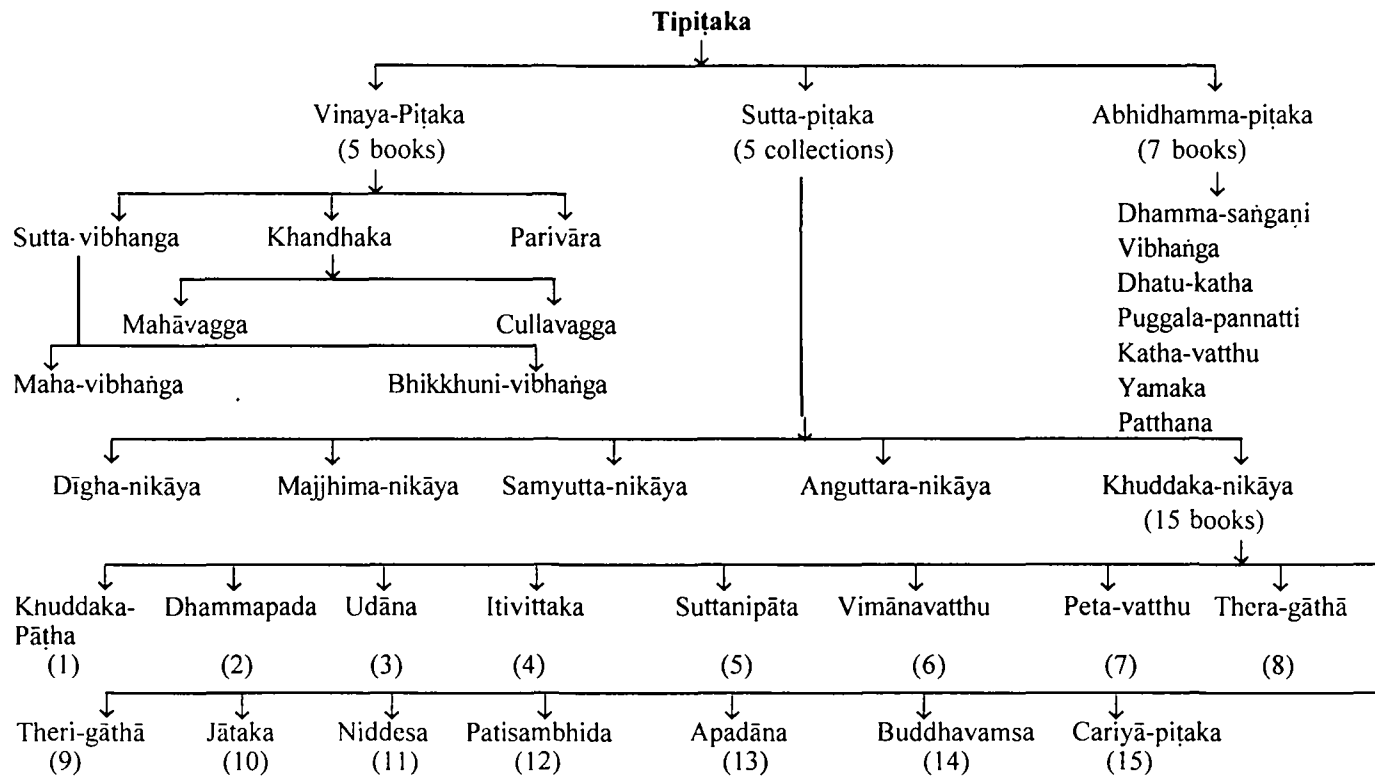 Tipiṭaka
Vinaya-Piṭaka Sutta-piṭaka Abhidhamma-piṭaka
(5 books) (5 collections) (7 books)
Sutta-vibhanga Khandhaka Parivāra
Dhamma-saṅgaṇi
Vibhaṅga
Dhatu-katha
Puggala-pannatti
Katha-vatthu
Yamaka
Patthana
Mahāvagga Cullavagga
Maha-vibhaṅga Bhikkhuni-vibhaṅga
Dīgha-nikāya Majjhima-nikāya Samyutta-nikāya Anguttara-nikāya Khuddaka-nikāya
(15 books)
Khuddaka- Dhammapada Udāna Itivittaka Suttanipāta Vimānavatthu Peta-vatthu Thera-gāthā
Pāṭha
(1) (2) (3) (4) (5) (6) (7) (8)
Theri-gāthā Jātaka Niddesa Patisambhida Apadāna Buddhavamsa Cariyā-piṭaka
(9) (10) (11) (12) (13) (14) (15)